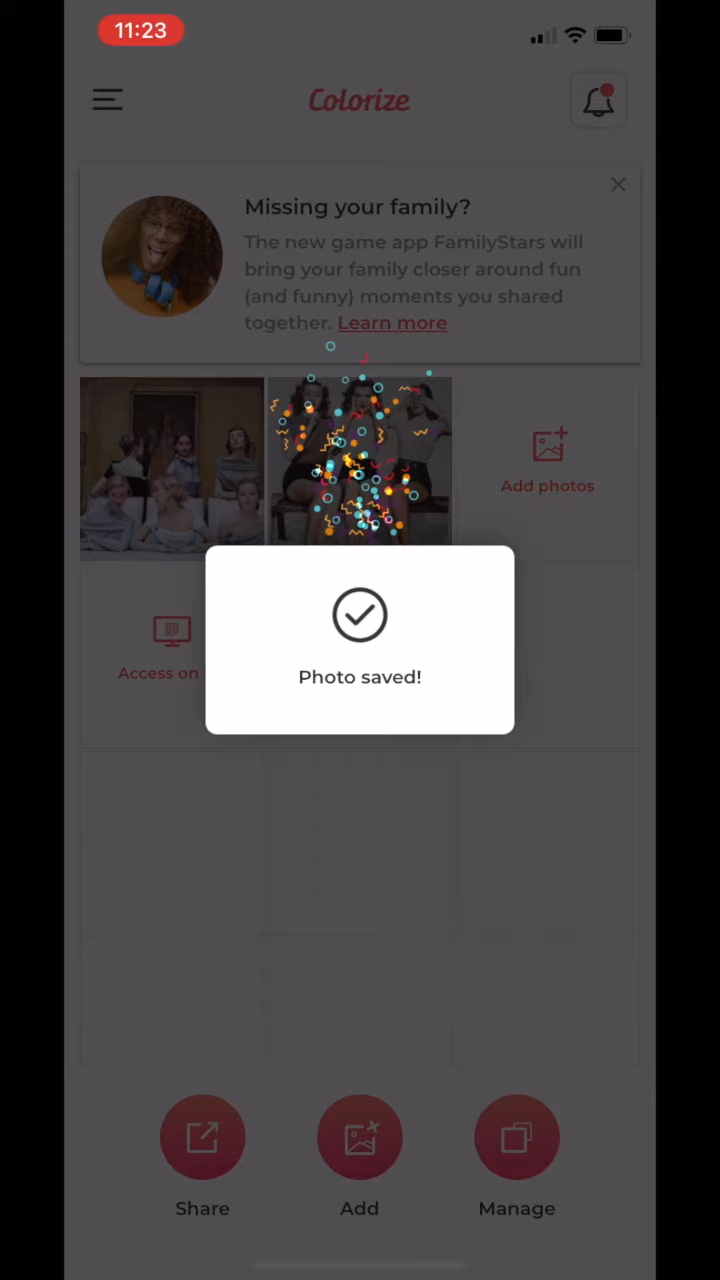 11:23
Colorize
Missing your family?
The new game app FamilyStars will
bring your family closer around fun
(and funny) moments you shared
together. Learn more
Add photos
Access on
Photo saved!
Share
Add
Manage